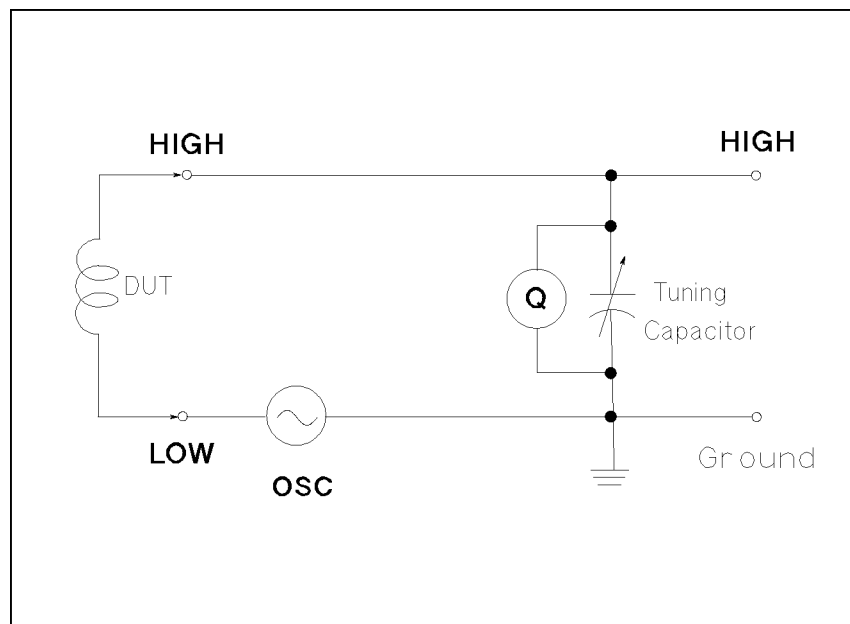 HIGH
HIGH
DUT
Q
Tuning
Capacitor
LOW
OSC
Ground